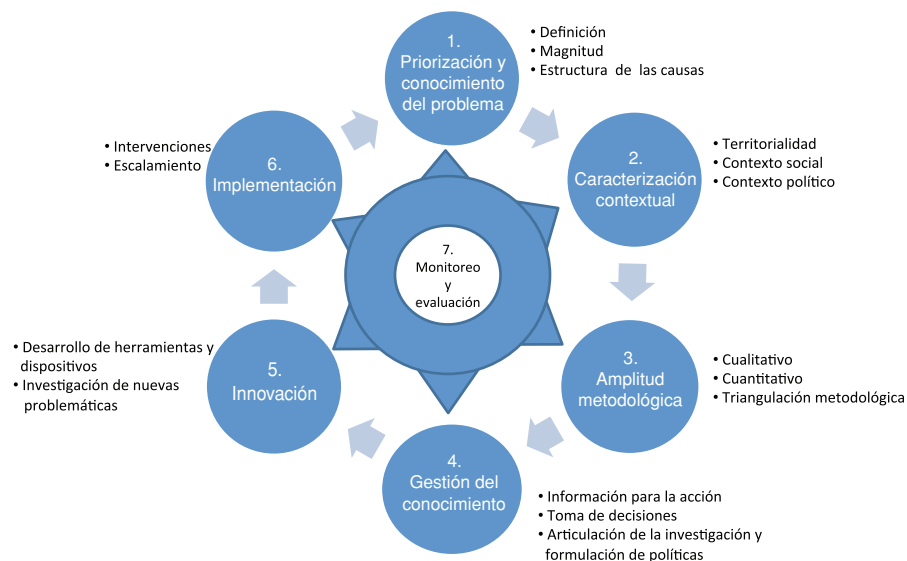 1.
Priorización y
conocimiento
del problema
• Definición
• Magnitud
• Estructura de las causas
2.
Caracterización
contextual
• Territorialidad
• Contexto social
• Contexto político
3.
Amplitud
metodológica
• Cualitativo
• Cuantitativo
• Triangulación metodológica
4.
Gestión del
conocimiento
• Información para la acción
• Toma de decisiones
• Articulación de la investigación y
formulación de políticas
5.
Innovación
• Desarrollo de herramientas y
dispositivos
• Investigación de nuevas
problemáticas
6.
Implementación
• Intervenciones
• Escalamiento
7.
Monitoreo
y
evaluación